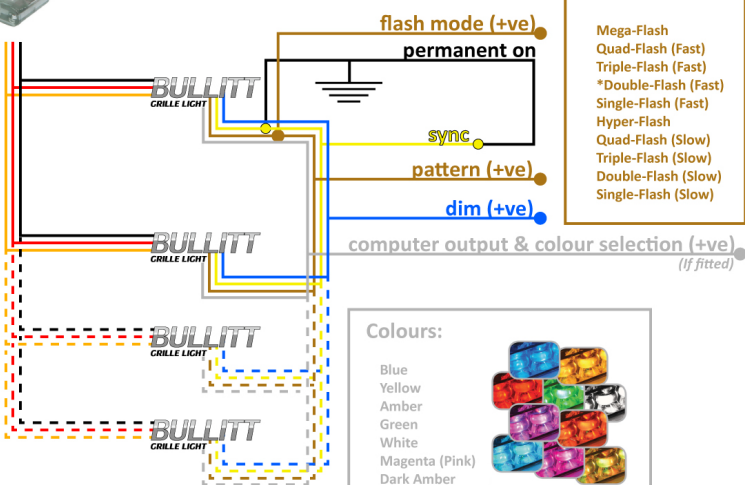 flash mode (+ve)
permanent on
BULLITT
GRILLE LIGHT
sync
pattern (+ve)
dim (+ve)
computer output & colour selection (+ve)
(If fitted)
BULLITT
GRILLE LIGHT
BULLITT
GRILLE LIGHT
BULLITT
GRILLE LIGHT
Mega-Flash
Quad-Flash (Fast)
Triple-Flash (Fast)
*Double-Flash (Fast)
Single-Flash (Fast)
Hyper-Flash
Quad-Flash (Slow)
Triple-Flash (Slow)
Double-Flash (Slow)
Single-Flash (Slow)
Colours:
Blue
Yellow
Amber
Green
White
Magenta (Pink)
Dark Amber